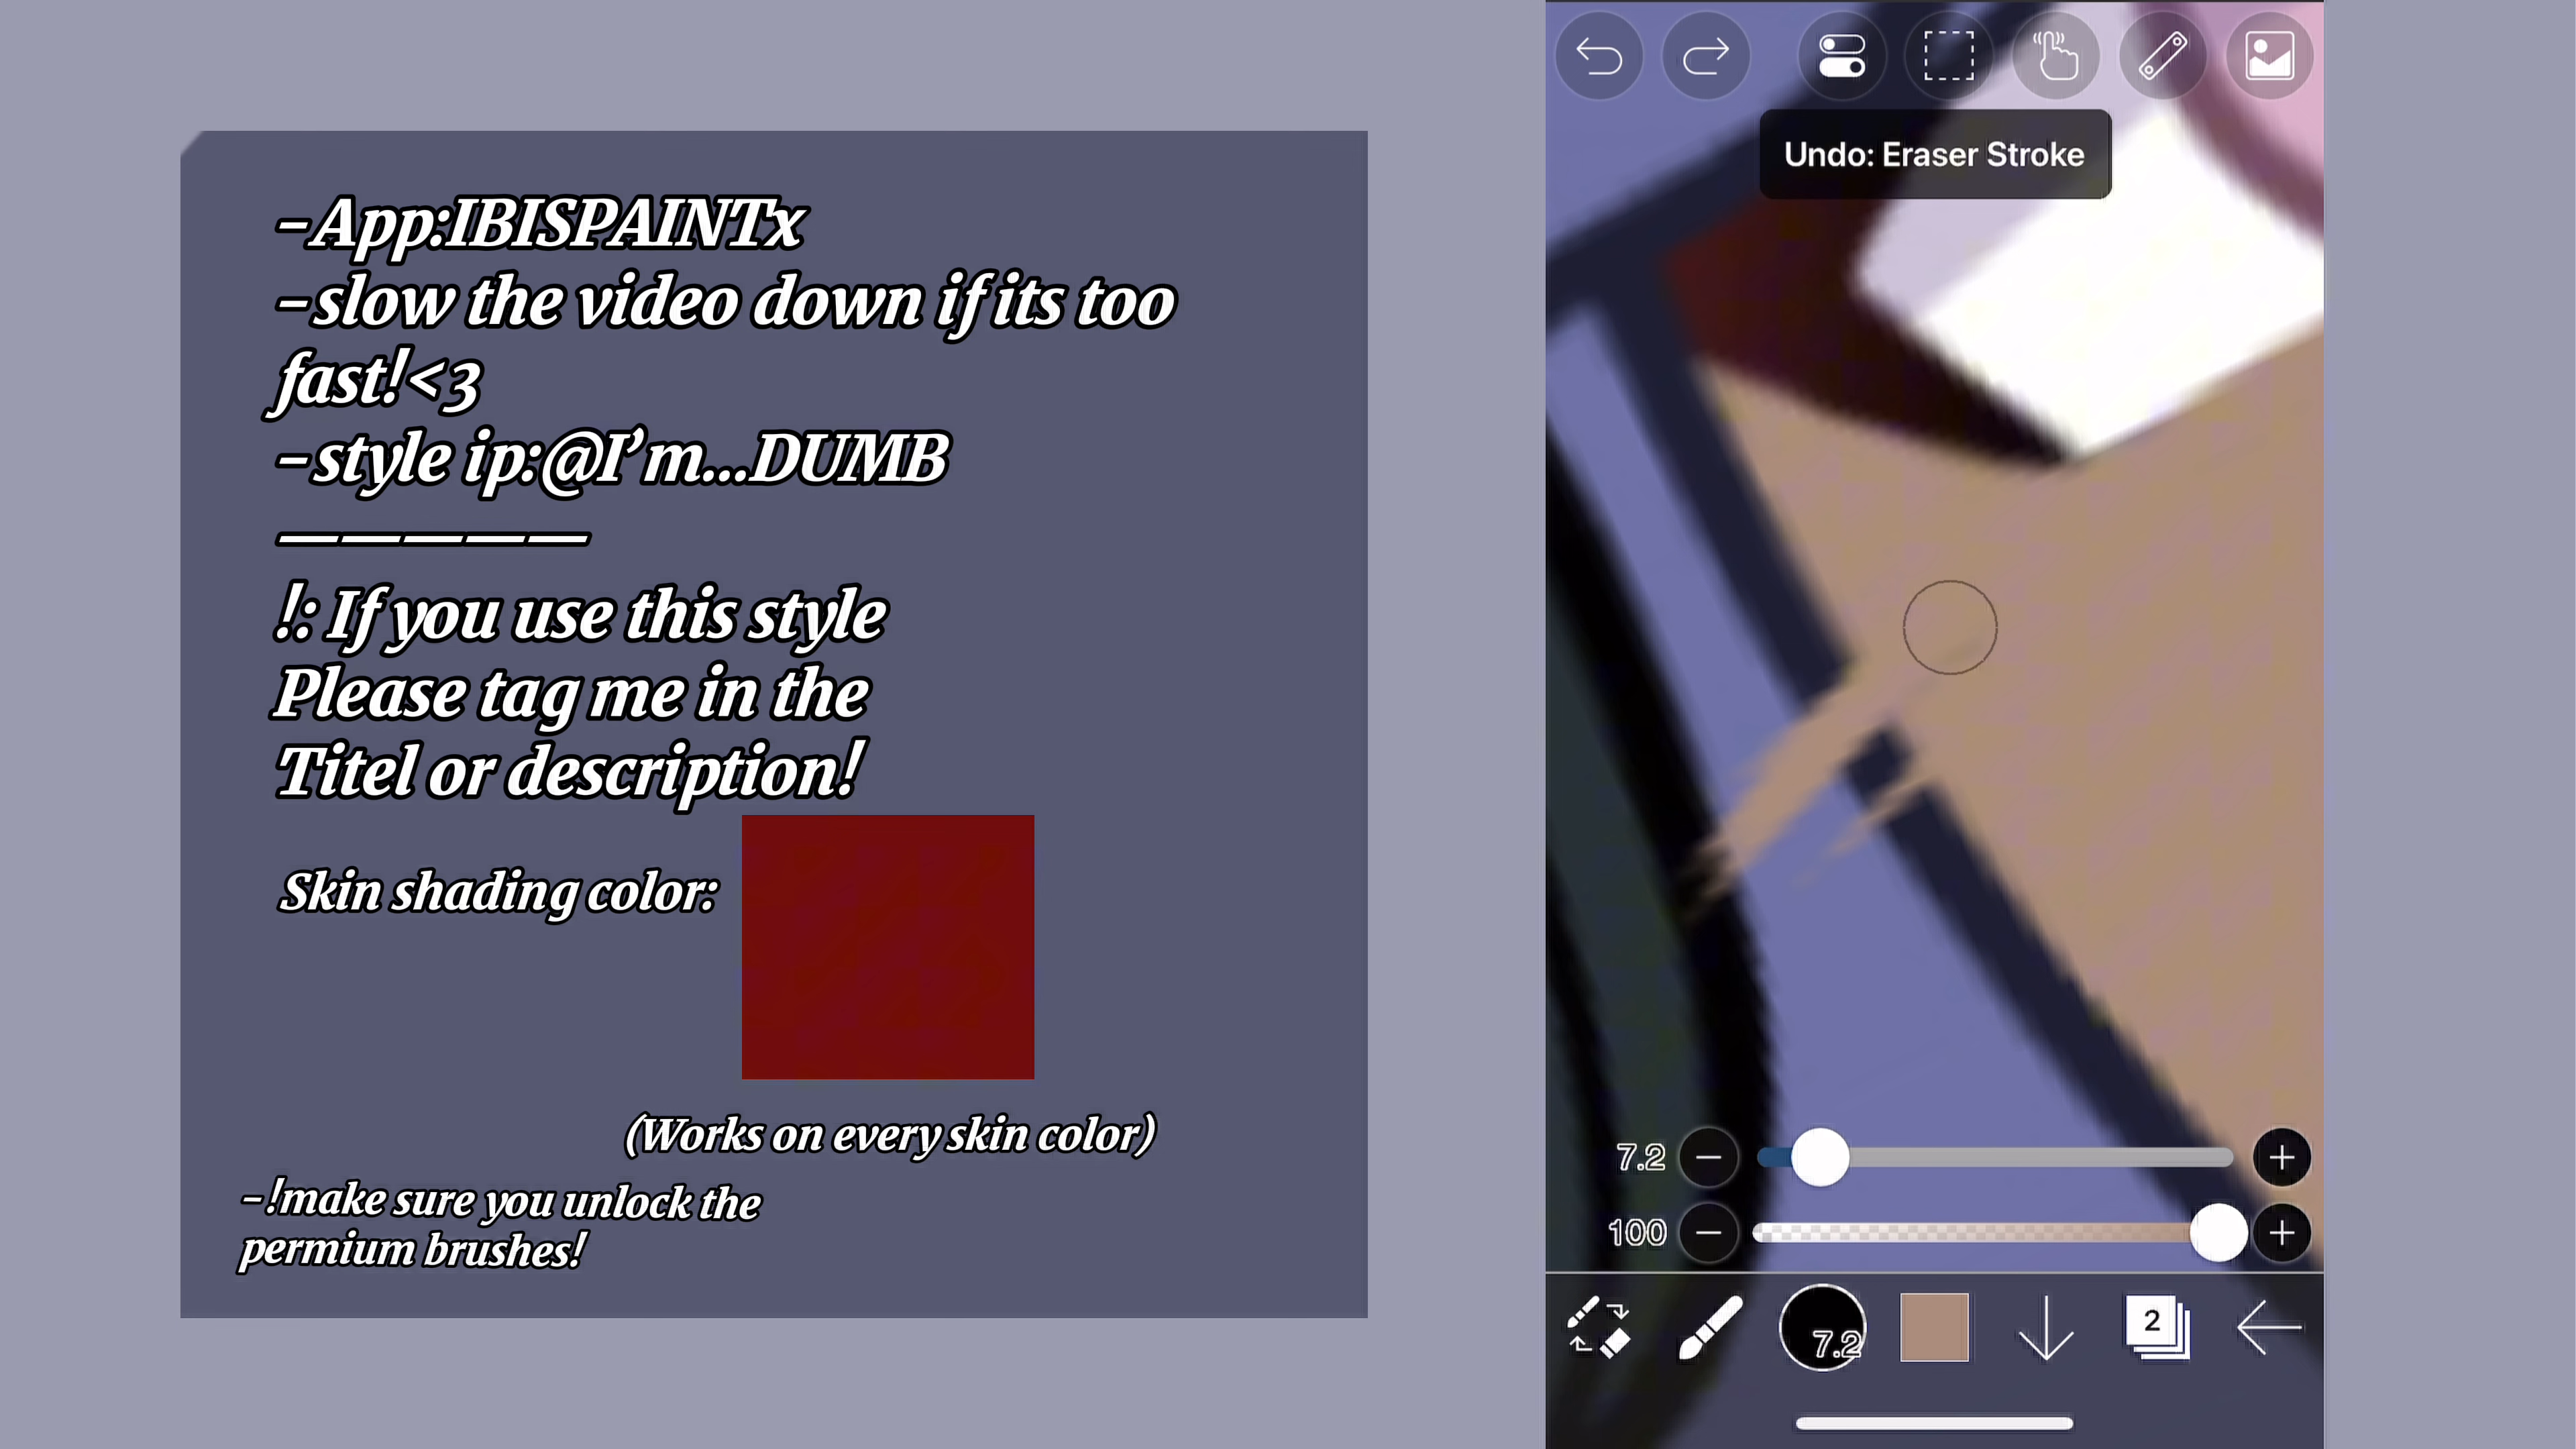 -App:IBISPAINTx
-slow the video down if its too
fast!<3
-style ip:@I'm...DUMB
—————
!: If you use this style
Please tag me in the
Titel or description!
Skin shading color:
(Works on every skin color)
-!make sure you unlock the
permium brushes!
Undo: Eraser Stroke
7.2
100
7.2
2